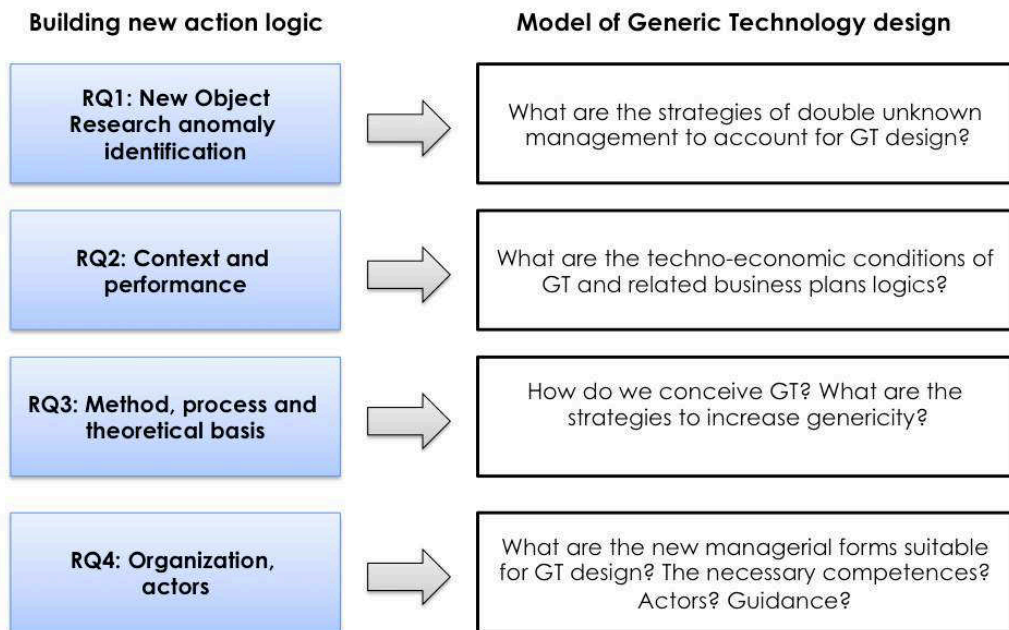 Building new action logic
Model of Generic Technology design
RQ1: New Object
Research anomaly
identification
What are the strategies of double unknown
management to account for GT design?
RQ2: Context and
performance
What are the techno-economic conditions of
GT and related business plans logics?
RQ3: Method, process and
theoretical basis
How do we conceive GT? What are the
strategies to increase genericity?
RQ4: Organization,
actors
What are the new managerial forms suitable
for GT design? The necessary competences?
Actors? Guidance?